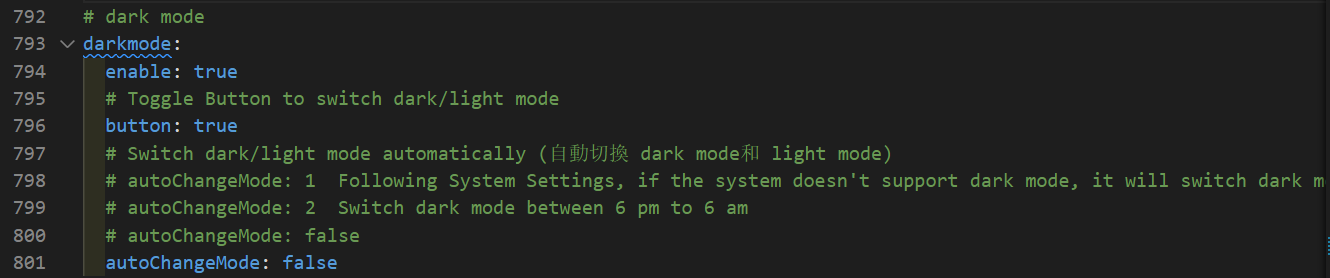 792 # dark mode
793 darkmode:
794 enable: true
795 # Toggle Button to switch dark/light mode
796 button: true
797 # Switch dark/light mode automatically (自動切換 dark mode和 light mode)
798 # autoChangeMode: 1  Following System Settings, if the system doesn't support dark mode, it will switch dark m
799 # autoChangeMode: 2  Switch dark mode between 6 pm to 6 am
800 # autoChangeMode: false
801 autoChangeMode: false